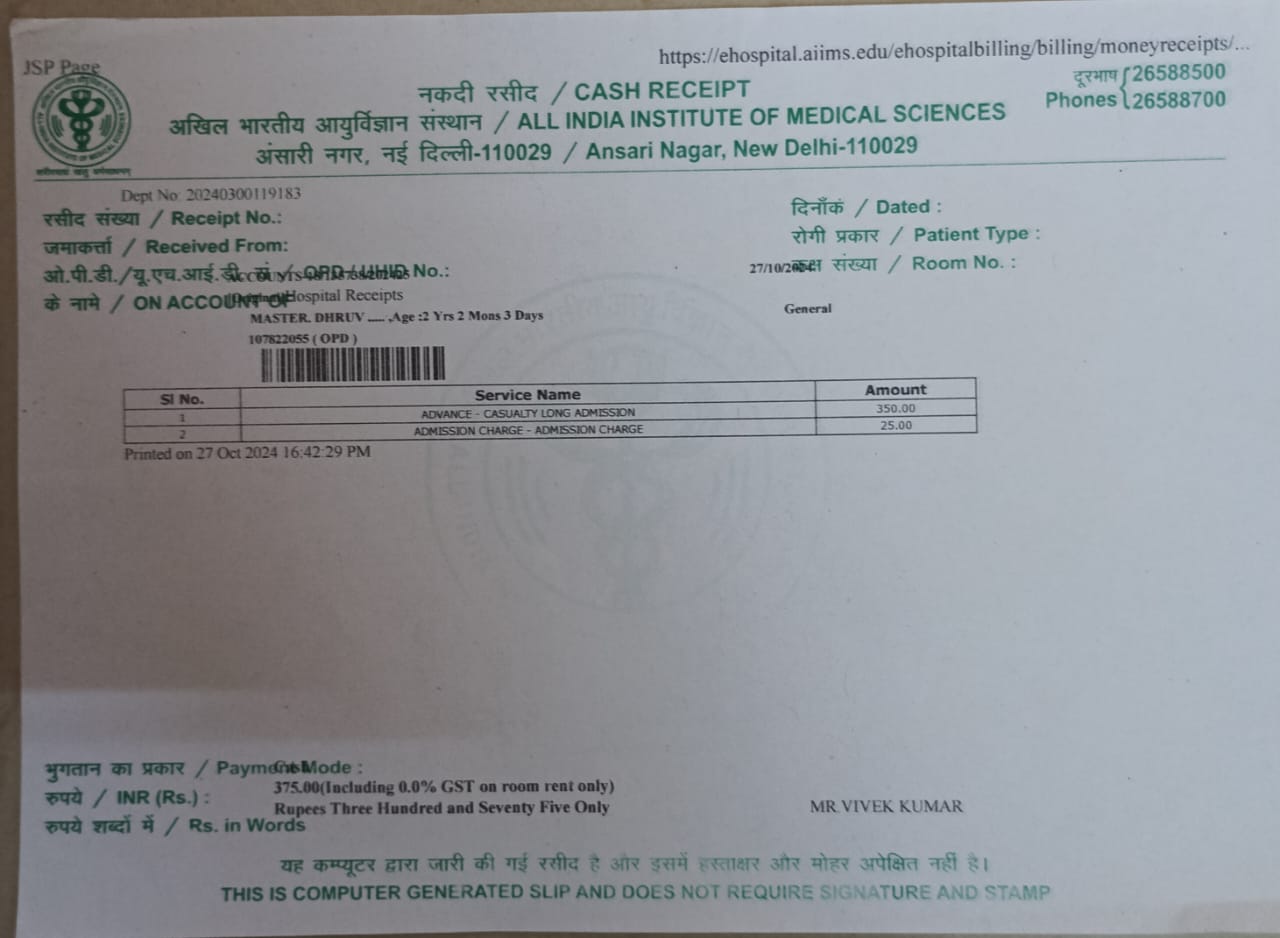 JSP Page
https://ehospital.aiims.edu/ehospitalbilling/billing/moneyreceipts/...
नकदी रसीद / CASH RECEIPT
दूरभाष 26588500
Phones 26588700
अखिल भारतीय आयुर्विज्ञान संस्थान / ALL INDIA INSTITUTE OF MEDICAL SCIENCES
अंसारी नगर, नई दिल्ली-110029 / Ansari Nagar, New Delhi-110029
Dept No: 20240300119183
रसीद संख्या / Receipt No.:
दिनाँक / Dated :
जमाकर्त्ता / Received From:
रोगी प्रकार / Patient Type :
ओ.पी.डी./यू.एच.आई.डी. सं / OPD / UHID No.:
27/10/2024
कक्ष संख्या / Room No. :
के नामे / ON ACCOUNT OF
Hospital Receipts
MASTER. DHRUV ..... ,Age :2 Yrs 2 Mons 3 Days
General
107822055 ( OPD )
Sl No. Service Name Amount
1 ADVANCE - CASUALTY LONG ADMISSION 350.00
2 ADMISSION CHARGE - ADMISSION CHARGE 25.00
Printed on 27 Oct 2024 16:42:29 PM
भुगतान का प्रकार / Payment Mode :
Cash
375.00(Including 0.0% GST on room rent only)
रुपये / INR (Rs.) :
Rupees Three Hundred and Seventy Five Only
MR.VIVEK KUMAR
रुपये शब्दों में / Rs. in Words
यह कम्प्यूटर द्वारा जारी की गई रसीद है और इसमें हस्ताक्षर और मोहर अपेक्षित नहीं है।
THIS IS COMPUTER GENERATED SLIP AND DOES NOT REQUIRE SIGNATURE AND STAMP